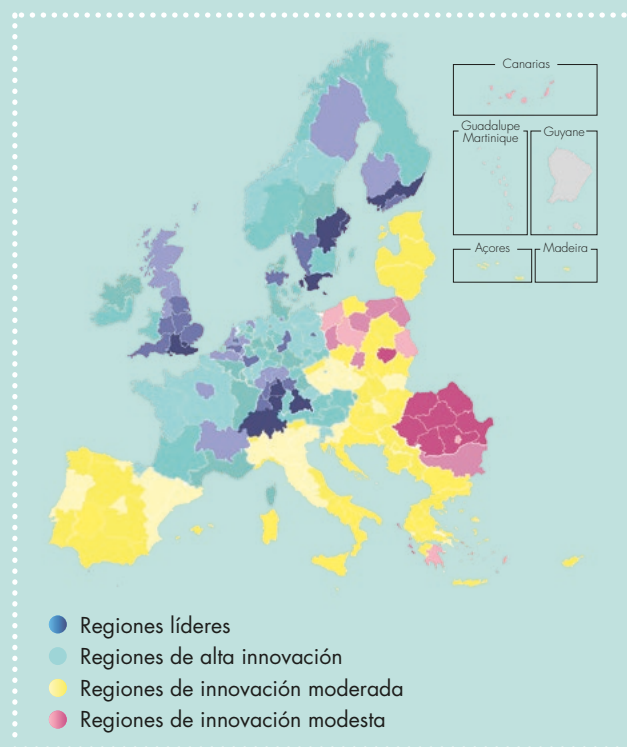 Canarias
Guadalupe
Martinique
Guyane
Açores
Madeira
Regiones líderes
Regiones de alta innovación
Regiones de innovación moderada
Regiones de innovación modesta